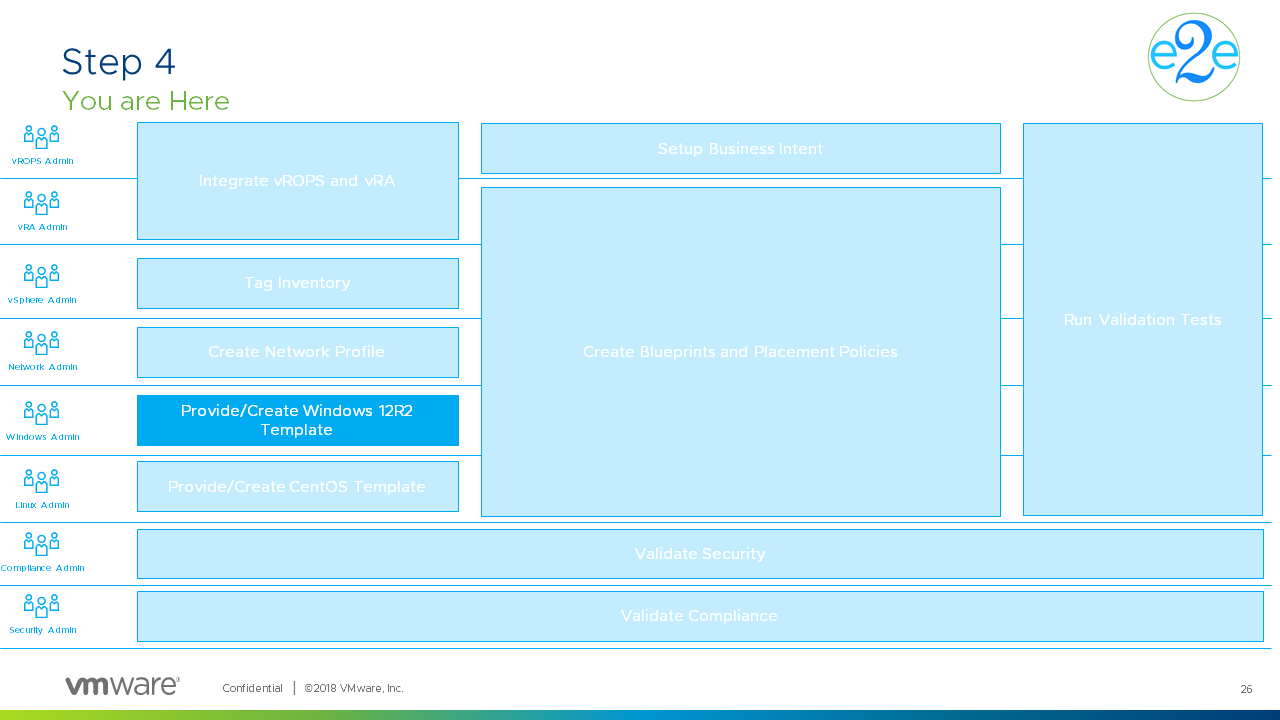 Step 4
You are Here
e2e
vROPS Admin
Integrate vROPS and vRA
Setup Business Intent
vRA Admin
vSphere Admin
Tag Inventory
Run Validation Tests
Network Admin
Create Network Profile
Create Blueprints and Placement Policies
Windows Admin
Provide/Create Windows 12R2
Template
Linux Admin
Provide/Create CentOS Template
Compliance Admin
Validate Security
Security Admin
Validate Compliance
vmware®
Confidential │ ©2018 VMware, Inc.
26